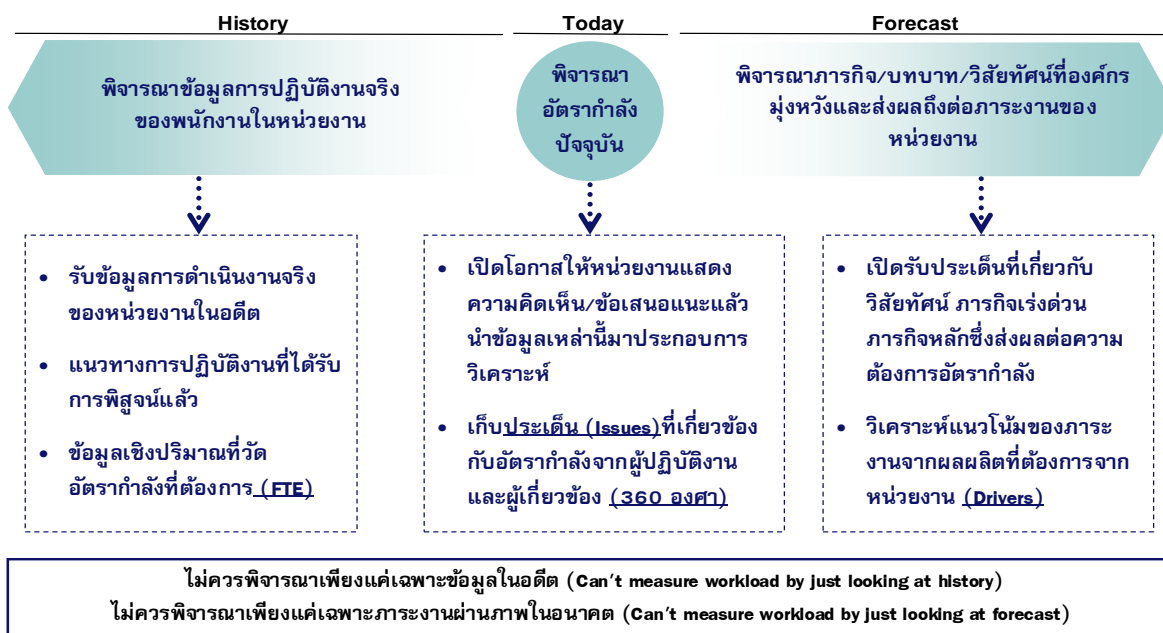 History
Today
Forecast
พิจารณาข้อมูลการปฏิบัติงานจริง
ของพนักงานในหน่วยงาน
พิจารณา
อัตรากำลัง
ปัจจุบัน
พิจารณาภารกิจ/บทบาท/วิสัยทัศน์ที่องค์กร
มุ่งหวังและส่งผลถึงต่อภาระงานของ
หน่วยงาน
• รับข้อมูลการดำเนินงานจริง
ของหน่วยงานในอดีต
• แนวทางการปฏิบัติงานที่ได้รับ
การพิสูจน์แล้ว
• ข้อมูลเชิงปริมาณที่วัด
อัตรากำลังที่ต้องการ (FTE)
• เปิดโอกาสให้หน่วยงานแสดง
ความคิดเห็น/ข้อเสนอแนะแล้ว
นำข้อมูลเหล่านี้มาประกอบการ
วิเคราะห์
• เก็บประเด็น (Issues)ที่เกี่ยวข้อง
กับอัตรากำลังจากผู้ปฏิบัติงาน
และผู้เกี่ยวข้อง (360 องศา)
• เปิดรับประเด็นที่เกี่ยวกับ
วิสัยทัศน์ ภารกิจเร่งด่วน
ภารกิจหลักซึ่งส่งผลต่อความ
ต้องการอัตรากำลัง
• วิเคราะห์แนวโน้มของภาระ
งานจากผลผลิตที่ต้องการจาก
หน่วยงาน (Drivers)
ไม่ควรพิจารณาเพียงแค่เฉพาะข้อมูลในอดีต (Can't measure workload by just looking at history)
ไม่ควรพิจารณาเพียงแค่เฉพาะภาระงานผ่านภาพในอนาคต (Can't measure workload by just looking at forecast)